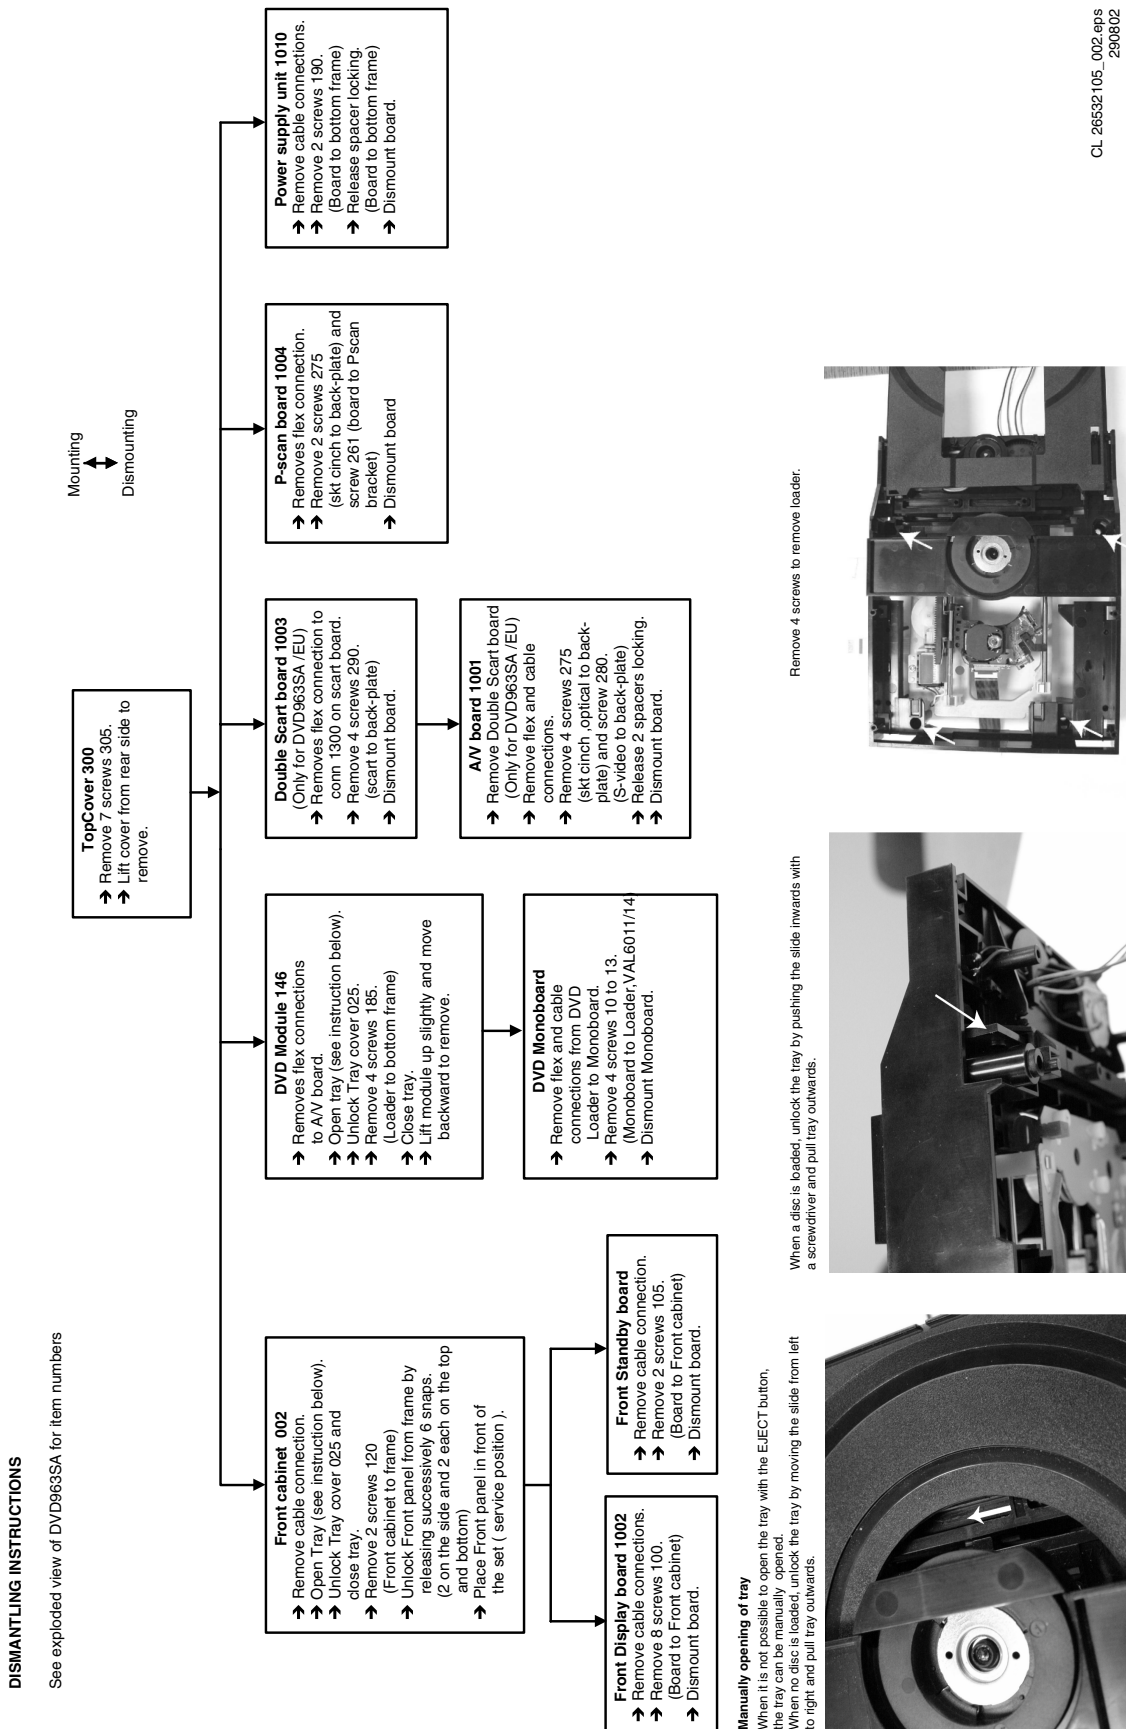 DISMANTLING INSTRUCTIONS
See exploded view of DVD963SA for item numbers
Mounting
Dismounting
TopCover 300
➔ Remove 7 screws 305.
➔ Lift cover from rear side to
remove.
Front cabinet 002
➔ Remove cable connection.
➔ Open Tray (see instruction below).
➔ Unlock Tray cover 025 and
close tray.
➔ Remove 2 screws 120
(Front cabinet to frame)
➔ Unlock Front panel from frame by
releasing successively 6 snaps.
(2 on the side and 2 each on the top
and bottom)
➔ Place Front panel in front of
the set ( service position ).
DVD Module 146
➔ Removes flex connections
to A/V board.
➔ Open tray (see instruction below).
➔ Unlock Tray cover 025.
➔ Remove 4 screws 185.
(Loader to bottom frame)
➔ Close tray.
➔ Lift module up slightly and move
backward to remove.
Double Scart board 1003
(Only for DVD963SA /EU)
➔ Removes flex connection to
conn 1300 on scart board.
➔ Remove 4 screws 290.
(scart to back-plate)
➔ Dismount board.
P-scan board 1004
➔ Removes flex connection.
➔ Remove 2 screws 275
(skt cinch to back-plate) and
screw 261 (board to Pscan
bracket)
➔ Dismount board
Power supply unit 1010
➔ Remove cable connections.
➔ Remove 2 screws 190.
(Board to bottom frame)
➔ Release spacer locking.
(Board to bottom frame)
➔ Dismount board.
Front Display board 1002
➔ Remove cable connections.
➔ Remove 8 screws 100.
(Board to Front cabinet)
➔ Dismount board.
Front Standby board
➔ Remove cable connection.
➔ Remove 2 screws 105.
(Board to Front cabinet)
➔ Dismount board.
DVD Monoboard
➔ Remove flex and cable
connections from DVD
Loader to Monoboard.
➔ Remove 4 screws 10 to 13.
(Monoboard to Loader,VAL6011/14)
➔ Dismount Monoboard.
A/V board 1001
➔ Remove Double Scart board
(Only for DVD963SA /EU)
➔ Remove flex and cable
connections.
➔ Remove 4 screws 275
(skt cinch ,optical to back-
plate) and screw 280.
(S-video to back-plate)
➔ Release 2 spacers locking.
➔ Dismount board.
Manually opening of tray
When it is not possible to open the tray with the EJECT button,
the tray can be manually opened.
When no disc is loaded, unlock the tray by moving the slide from left
to right and pull tray outwards.
When a disc is loaded, unlock the tray by pushing the slide inwards with
a screwdriver and pull tray outwards.
Remove 4 screws to remove loader.
CL 26532105_002.eps
290802